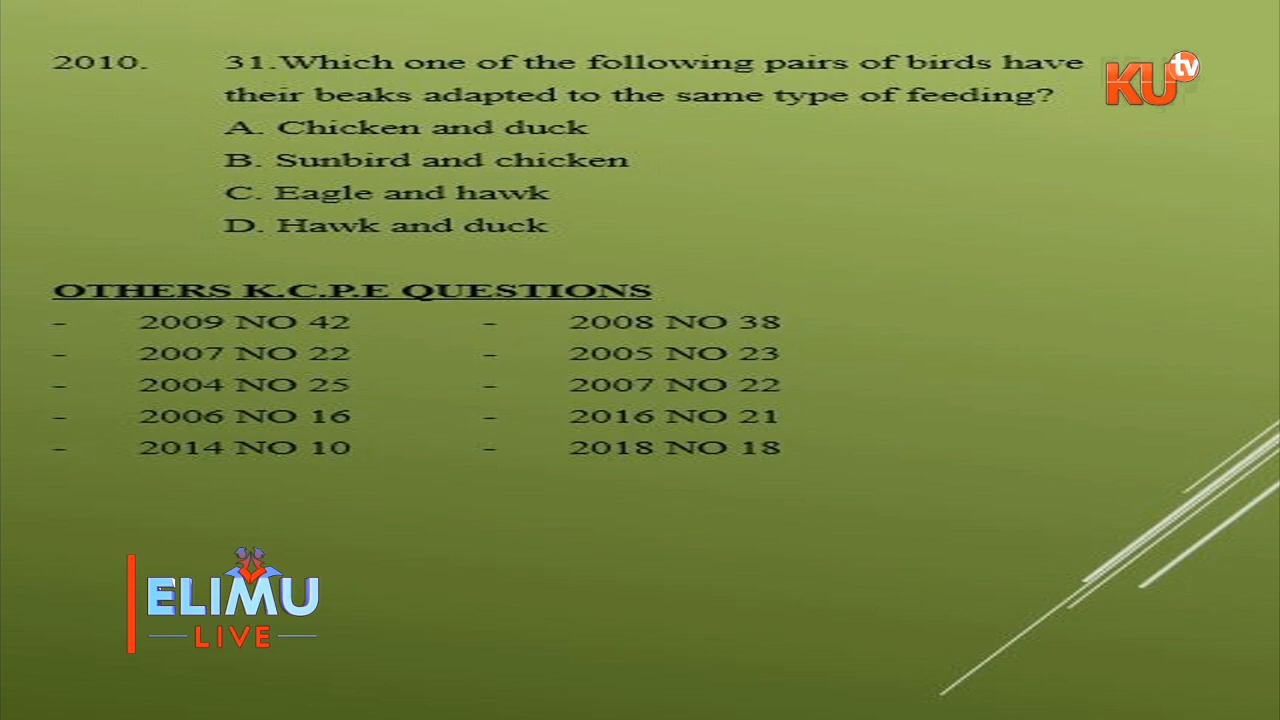 2010. 31.Which one of the following pairs of birds have
their beaks adapted to the same type of feeding?
A. Chicken and duck
B. Sunbird and chicken
C. Eagle and hawk
D. Hawk and duck
OTHERS K.C.P.E QUESTIONS
- 2009 NO 42 - 2008 NO 38
- 2007 NO 22 - 2005 NO 23
- 2004 NO 25 - 2007 NO 22
- 2006 NO 16 - 2016 NO 21
- 2014 NO 10 - 2018 NO 18
KU tv
ELIMU
LIVE